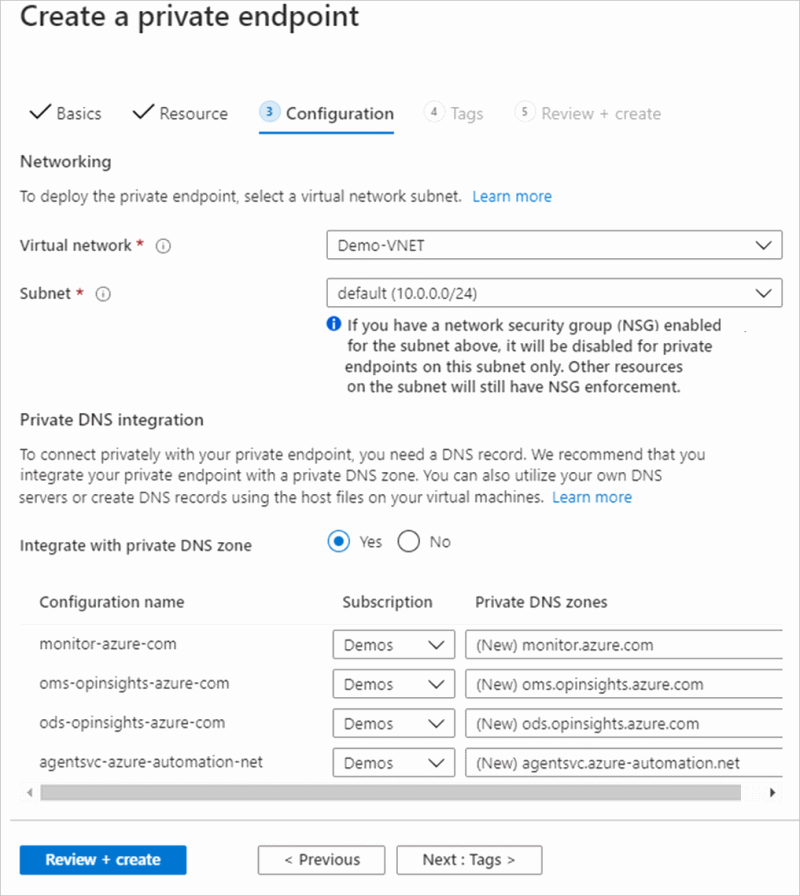 Create a private endpoint
Basics Resource 3 Configuration 4 Tags 5 Review + create
Networking
To deploy the private endpoint, select a virtual network subnet. Learn more
Virtual network * Demo-VNET
Subnet * default (10.0.0.0/24)
If you have a network security group (NSG) enabled
for the subnet above, it will be disabled for private
endpoints on this subnet only. Other resources
on the subnet will still have NSG enforcement.
Private DNS integration
To connect privately with your private endpoint, you need a DNS record. We recommend that you
integrate your private endpoint with a private DNS zone. You can also utilize your own DNS
servers or create DNS records using the host files on your virtual machines. Learn more
Integrate with private DNS zone Yes No
Configuration name Subscription Private DNS zones
monitor-azure-com Demos (New) monitor.azure.com
oms-opinsights-azure-com Demos (New) oms.opinsights.azure.com
ods-opinsights-azure-com Demos (New) ods.opinsights.azure.com
agentsvc-azure-automation-net Demos (New) agentsvc.azure-automation.net
Review + create < Previous Next : Tags >